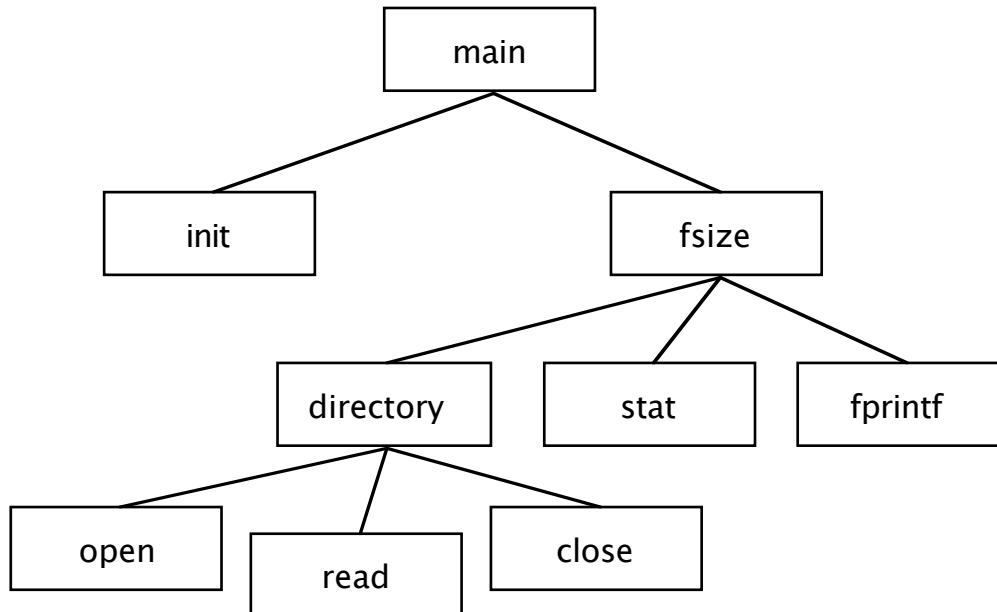 main
init
fsize
directory
stat
fprintf
open
read
close